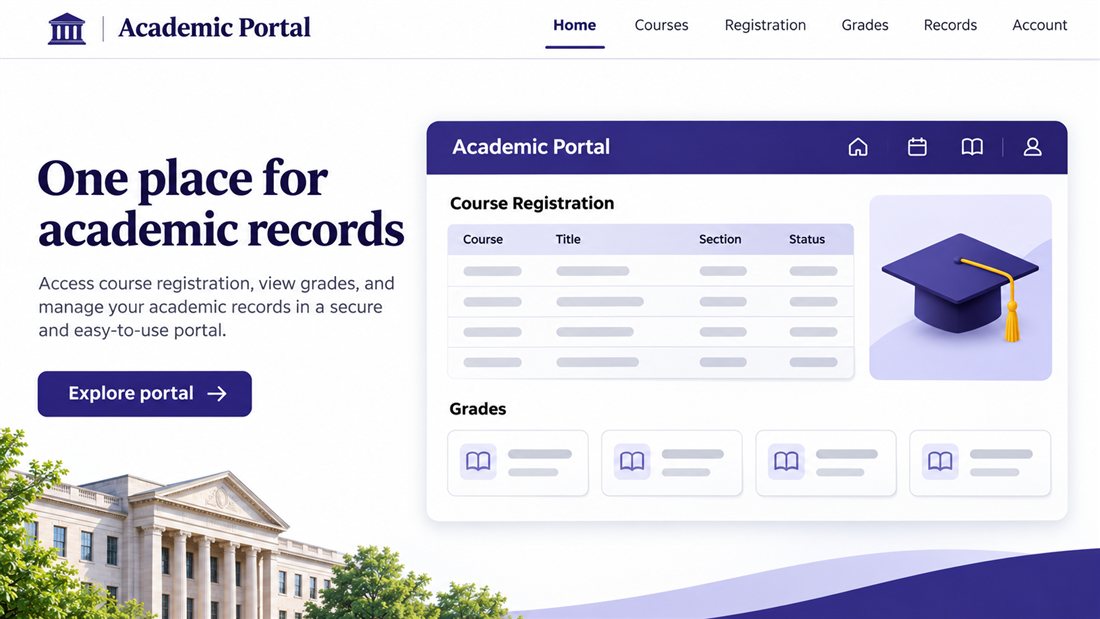 Academic Portal
Home Courses Registration Grades Records Account
One place for
academic records
Access course registration, view grades, and
manage your academic records in a secure
and easy-to-use portal.
Explore portal
Academic Portal
Course Registration
Course Title Section Status
Grades